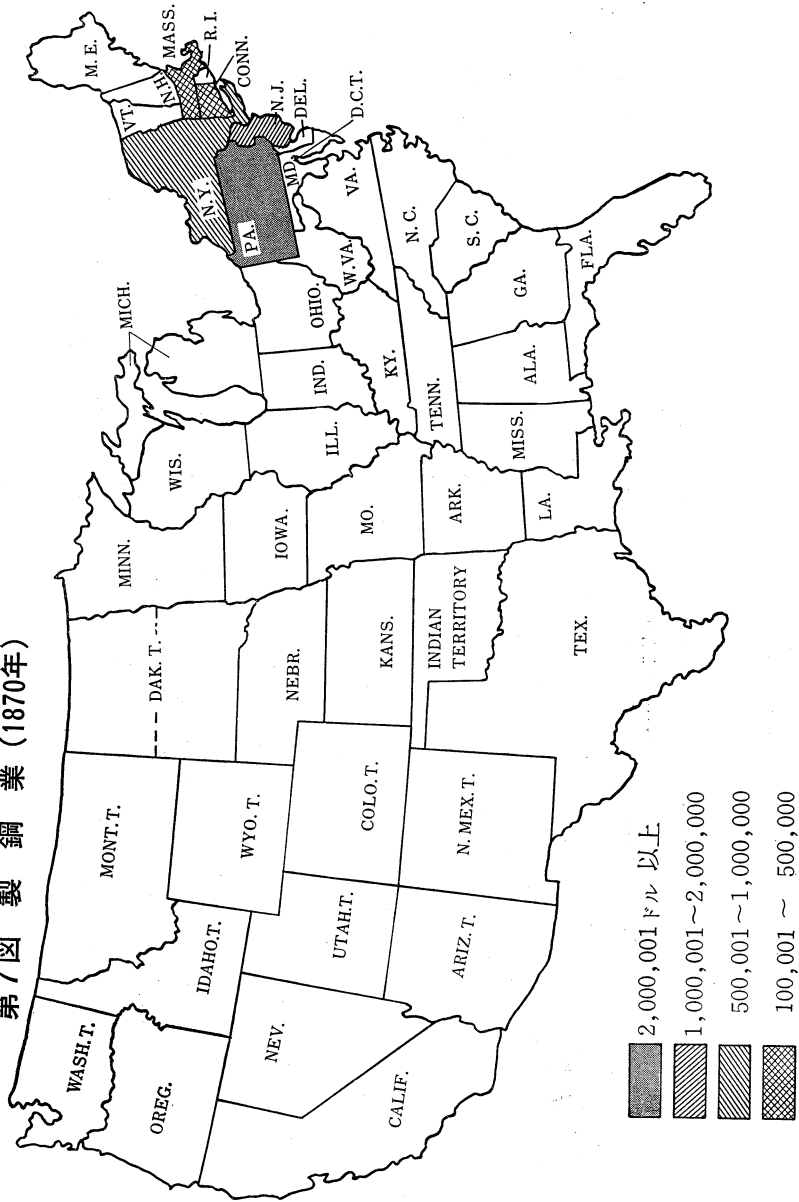 第7図 製鋼業(1870年)
WASH.T.
OREG.
CALIF.
NEV.
IDAHO.T.
MONT.T.
WYO.T.
UTAH.T.
COLO.T.
ARIZ.T.
N.MEX.T.
DAK.T.
NEBR.
KANS.
INDIAN
TERRITORY
TEX.
MINN.
IOWA.
MO.
ARK.
LA.
WIS.
ILL.
MICH.
IND.
OHIO.
KY.
TENN.
MISS.
ALA.
GA.
FLA.
S.C.
N.C.
VA.
W.VA.
MD.
D.C.T.
DEL.
N.J.
PA.
N.Y.
CONN.
R.I.
MASS.
VT.
N.H.
M.E.
2,000,001ドル以上
1,000,001~2,000,000
500,001~1,000,000
100,001~ 500,000